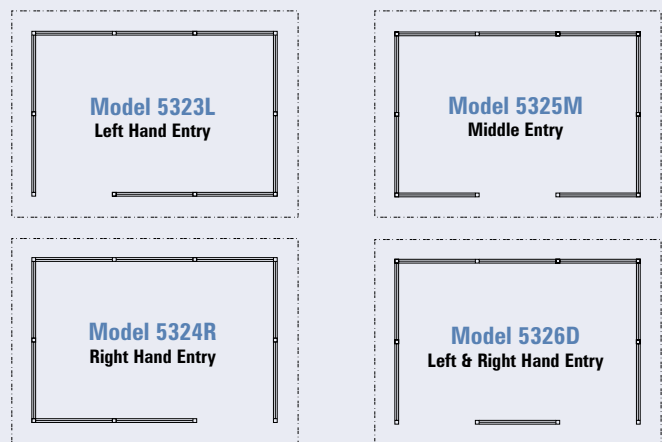 Model 5323L
Left Hand Entry
Model 5325M
Middle Entry
Model 5324R
Right Hand Entry
Model 5326D
Left & Right Hand Entry